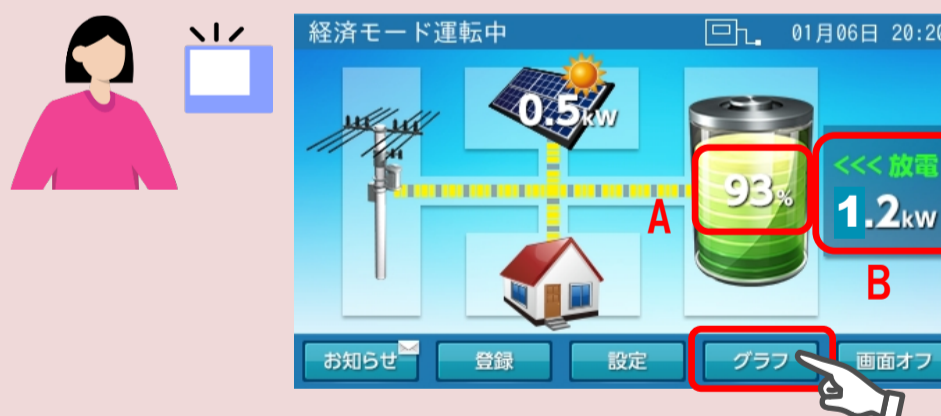 経済モード運転中
01月06日 20:20
0.5kW
93%
A
<<< 放電
1.2kW
B
お知らせ
登録
設定
グラフ
画面オフ